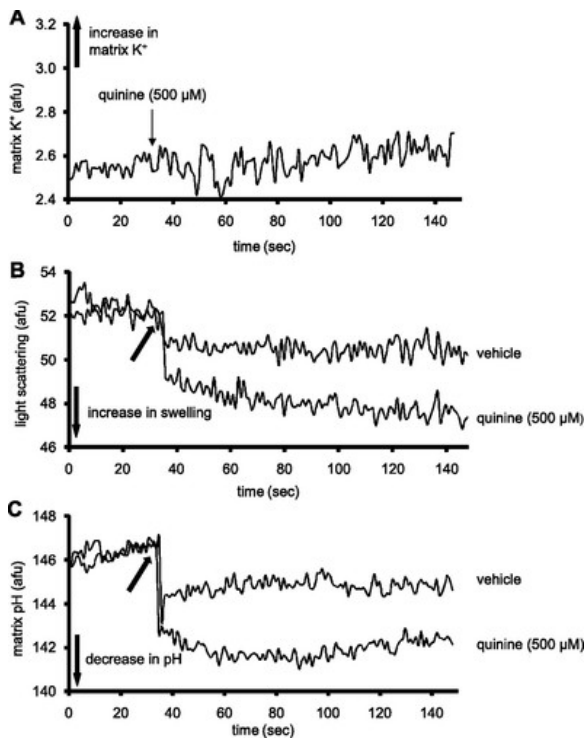 A
increase in
matrix K⁺
quinine (500 µM)
matrix K⁺ (afu)
3.2
3.0
2.8
2.6
2.4
0 20 40 60 80 100 120 140
time (sec)
B
light scattering (afu)
54
52
50
48
46
vehicle
quinine (500 µM)
increase in swelling
0 20 40 60 80 100 120 140
time (sec)
C
matrix pH (afu)
148
146
144
142
140
vehicle
quinine (500 µM)
decrease in pH
0 20 40 60 80 100 120 140
time (sec)